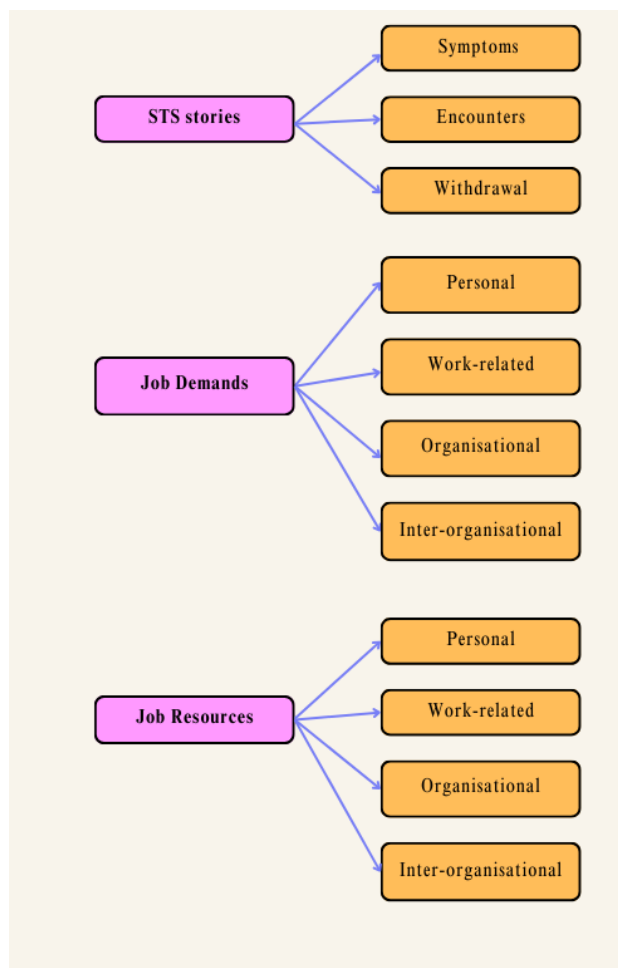 STS stories
Symptoms
Encounters
Withdrawal
Job Demands
Personal
Work-related
Organisational
Inter-organisational
Job Resources
Personal
Work-related
Organisational
Inter-organisational